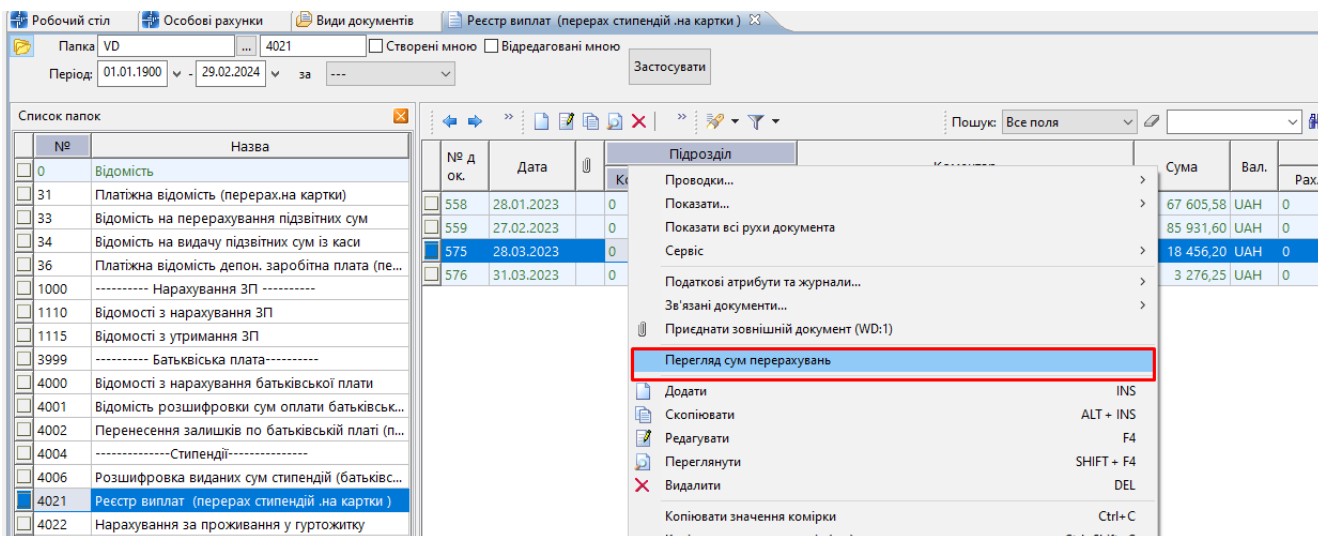 Робочий стіл Особові рахунки Види документів Реєстр виплат (перерах стипендій .на картки )
Папка VD ... 4021 Створені мною Відредаговані мною
Період: 01.01.1900 - 29.02.2024 за ---
Застосувати
Список папок
Пошук: Все поля
№ Назва
0 Відомість
31 Платіжна відомість (перерах.на картки)
33 Відомість на перерахування підзвітних сум
34 Відомість на видачу підзвітних сум із каси
36 Платіжна відомість депон. заробітна плата (пе...
1000 ---------- Нарахування ЗП ----------
1110 Відомості з нарахування ЗП
1115 Відомості з утримання ЗП
3999 ---------- Батьквіська плата----------
4000 Відомості з нарахування батьківської плати
4001 Відомість розшифровки сум оплати батьківськ...
4002 Перенесення залишків по батьківській платі (п...
4004 --------------Стипендії---------------
4006 Розшифровка виданих сум стипендій (батьківс...
4021 Реєстр виплат (перерах стипендій .на картки )
4022 Нарахування за проживання у гуртожитку
№ д
ок. Дата Підрозділ Сума Вал.
Рах.
558 28.01.2023 0 67 605,58 UAH 0
559 27.02.2023 0 85 931,60 UAH 0
575 28.03.2023 0 18 456,20 UAH 0
576 31.03.2023 0 3 276,25 UAH 0
Проводки...
Показати...
Показати всі рухи документа
Сервіс
Податкові атрибути та журнали...
Зв'язані документи...
Приєднати зовнішній документ (WD:1)
Перегляд сум перерахувань
Додати INS
Скопіювати ALT + INS
Редагувати F4
Переглянути SHIFT + F4
Видалити DEL
Копіювати значення комірки Ctrl+C